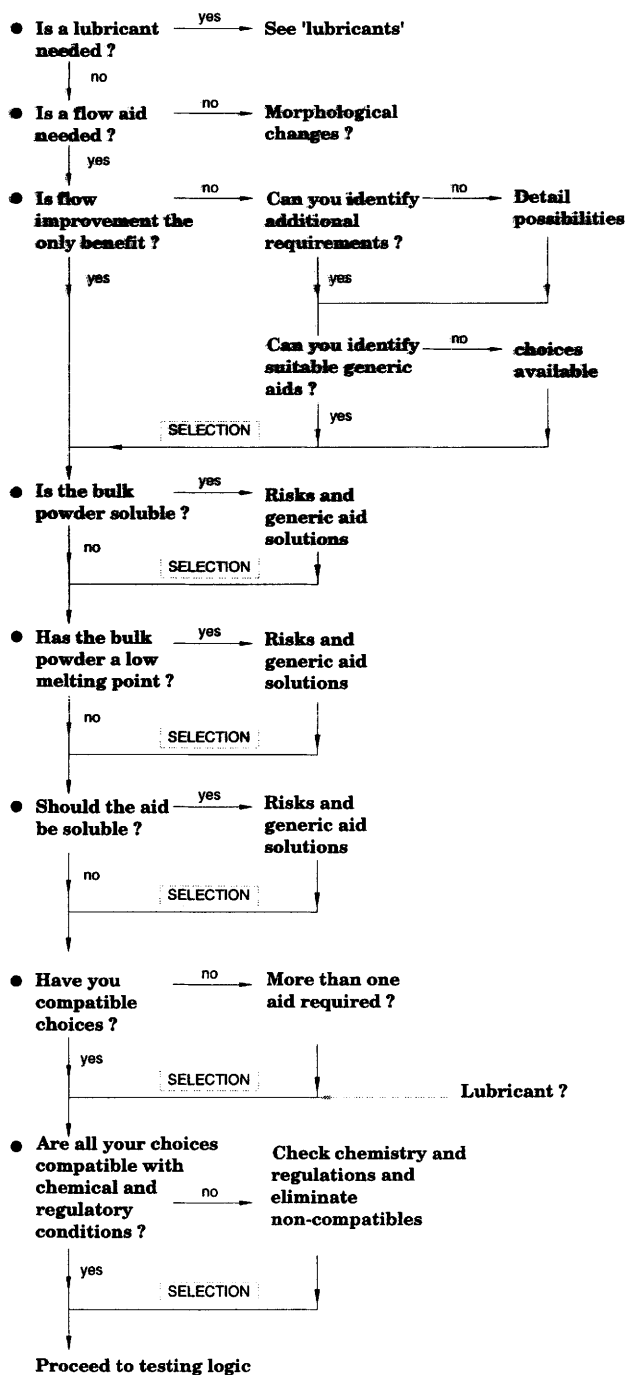 ● Is a lubricant yes See 'lubricants'
needed ?
no
● Is a flow aid no Morphological
needed ? changes ?
yes
● Is flow no Can you identify no Detail
improvement the additional possibilities
only benefit ? requirements ?
yes yes
Can you identify no choices
suitable generic available
aids ?
yes
SELECTION
● Is the bulk yes Risks and
powder soluble ? generic aid
solutions
no
SELECTION
● Has the bulk yes Risks and
powder a low generic aid
melting point ? solutions
no
SELECTION
● Should the aid yes Risks and
be soluble ? generic aid
solutions
no
SELECTION
● Have you no More than one
compatible aid required ?
choices ?
yes
SELECTION
Lubricant ?
● Are all your choices Check chemistry and
compatible with regulations and
chemical and no eliminate
regulatory non-compatibles
conditions ?
yes
SELECTION
Proceed to testing logic